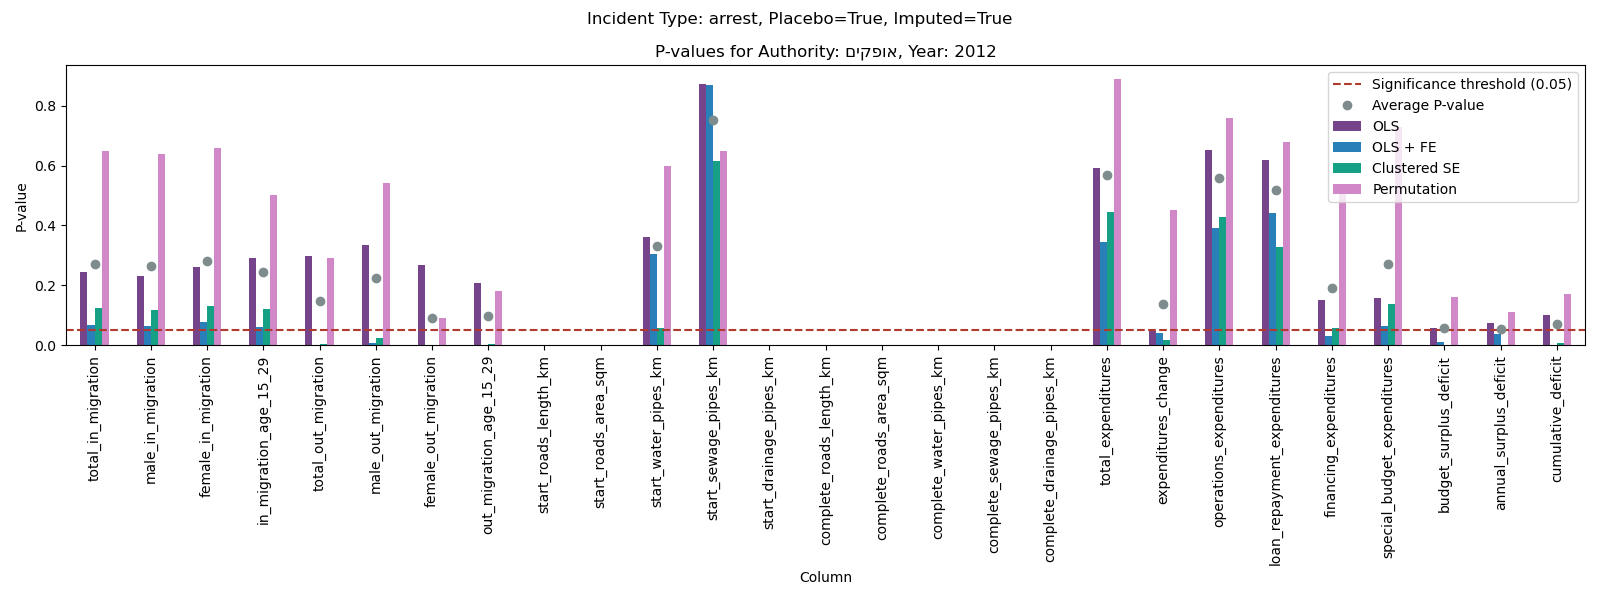 Incident Type: arrest, Placebo=True, Imputed=True
P-values for Authority: אופקים, Year: 2012
Significance threshold (0.05)
Average P-value
OLS
OLS + FE
Clustered SE
Permutation
P-value
0.8
0.6
0.4
0.2
0.0
total_in_migration
male_in_migration
female_in_migration
in_migration_age_15_29
total_out_migration
male_out_migration
female_out_migration
out_migration_age_15_29
start_roads_length_km
start_roads_area_sqm
start_water_pipes_km
start_sewage_pipes_km
start_drainage_pipes_km
complete_roads_length_km
complete_roads_area_sqm
complete_water_pipes_km
complete_sewage_pipes_km
complete_drainage_pipes_km
total_expenditures
expenditures_change
operations_expenditures
loan_repayment_expenditures
financing_expenditures
special_budget_expenditures
budget_surplus_deficit
annual_surplus_deficit
cumulative_deficit
Column